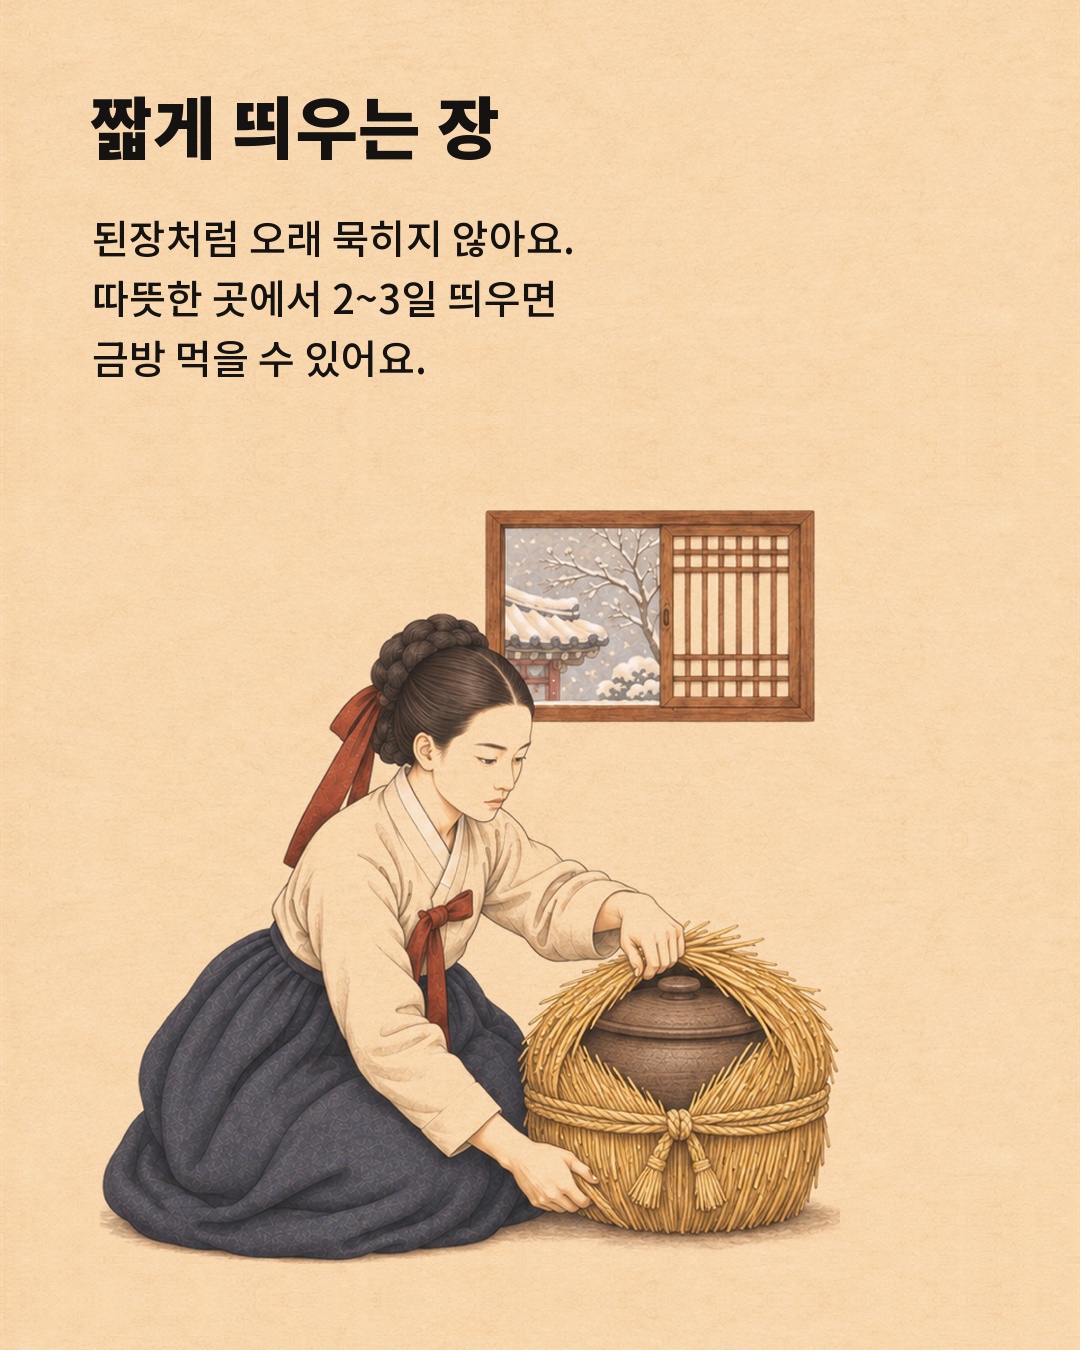 짧게 띄우는 장
된장처럼 오래 묵히지 않아요.
따뜻한 곳에서 2~3일 띄우면
금방 먹을 수 있어요.